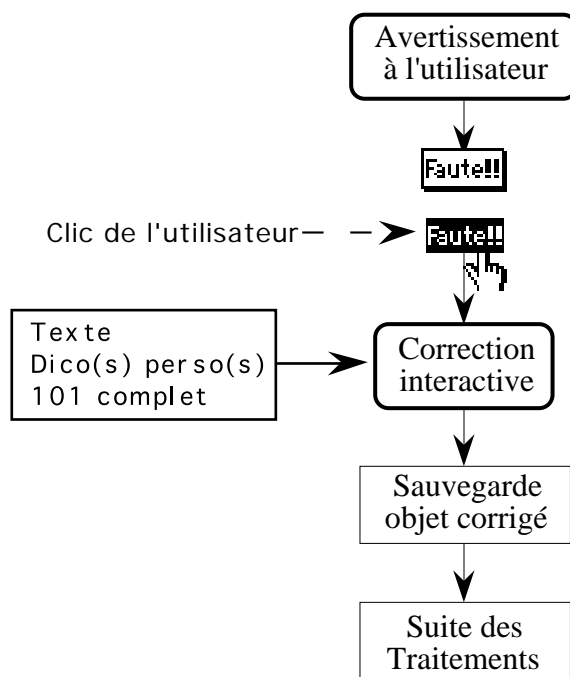 Avertissement
à l'utilisateur
Faute!!
Clic de l'utilisateur
Faute!!
Texte
Dico(s) perso(s)
101 complet
Correction
interactive
Sauvegarde
objet corrigé
Suite des
Traitements